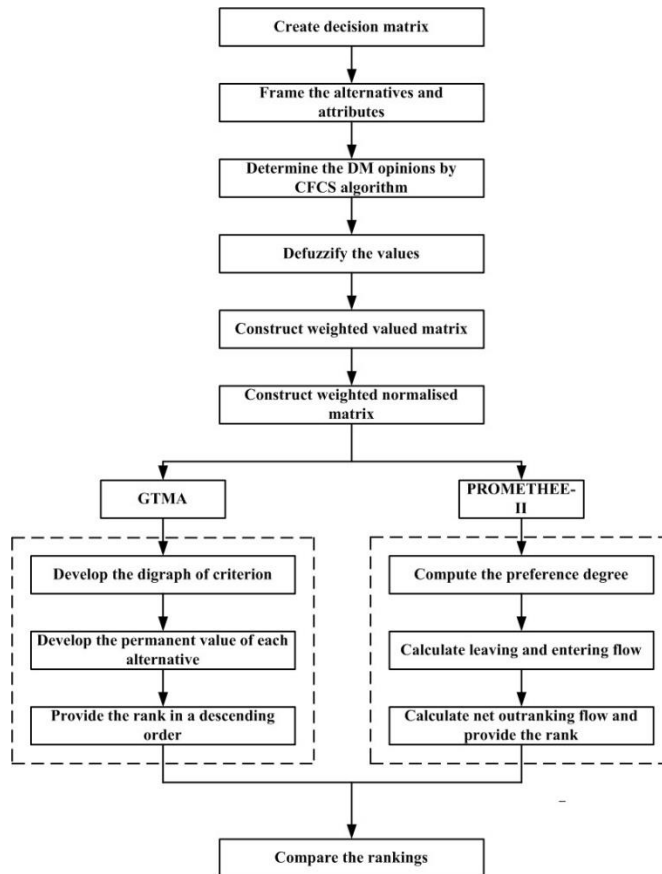 Create decision matrix
Frame the alternatives and
attributes
Determine the DM opinions by
CFCS algorithm
Defuzzify the values
Construct weighted valued matrix
Construct weighted normalised
matrix
GTMA
PROMETHEE-
II
Develop the digraph of criterion
Compute the preference degree
Develop the permanent value of each
alternative
Calculate leaving and entering flow
Provide the rank in a descending
order
Calculate net outranking flow and
provide the rank
Compare the rankings